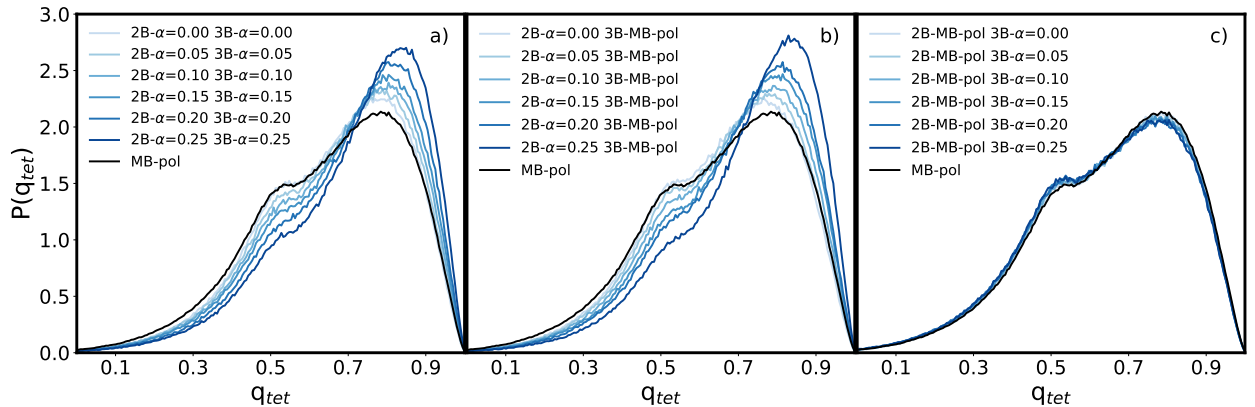 P(q_tet)
3.0
2.5
2.0
1.5
1.0
0.5
0.0
a)
2B-α=0.00 3B-α=0.00
2B-α=0.05 3B-α=0.05
2B-α=0.10 3B-α=0.10
2B-α=0.15 3B-α=0.15
2B-α=0.20 3B-α=0.20
2B-α=0.25 3B-α=0.25
MB-pol
0.1 0.3 0.5 0.7 0.9
q_tet
b)
2B-α=0.00 3B-MB-pol
2B-α=0.05 3B-MB-pol
2B-α=0.10 3B-MB-pol
2B-α=0.15 3B-MB-pol
2B-α=0.20 3B-MB-pol
2B-α=0.25 3B-MB-pol
MB-pol
0.1 0.3 0.5 0.7 0.9
q_tet
c)
2B-MB-pol 3B-α=0.00
2B-MB-pol 3B-α=0.05
2B-MB-pol 3B-α=0.10
2B-MB-pol 3B-α=0.15
2B-MB-pol 3B-α=0.20
2B-MB-pol 3B-α=0.25
MB-pol
0.1 0.3 0.5 0.7 0.9
q_tet